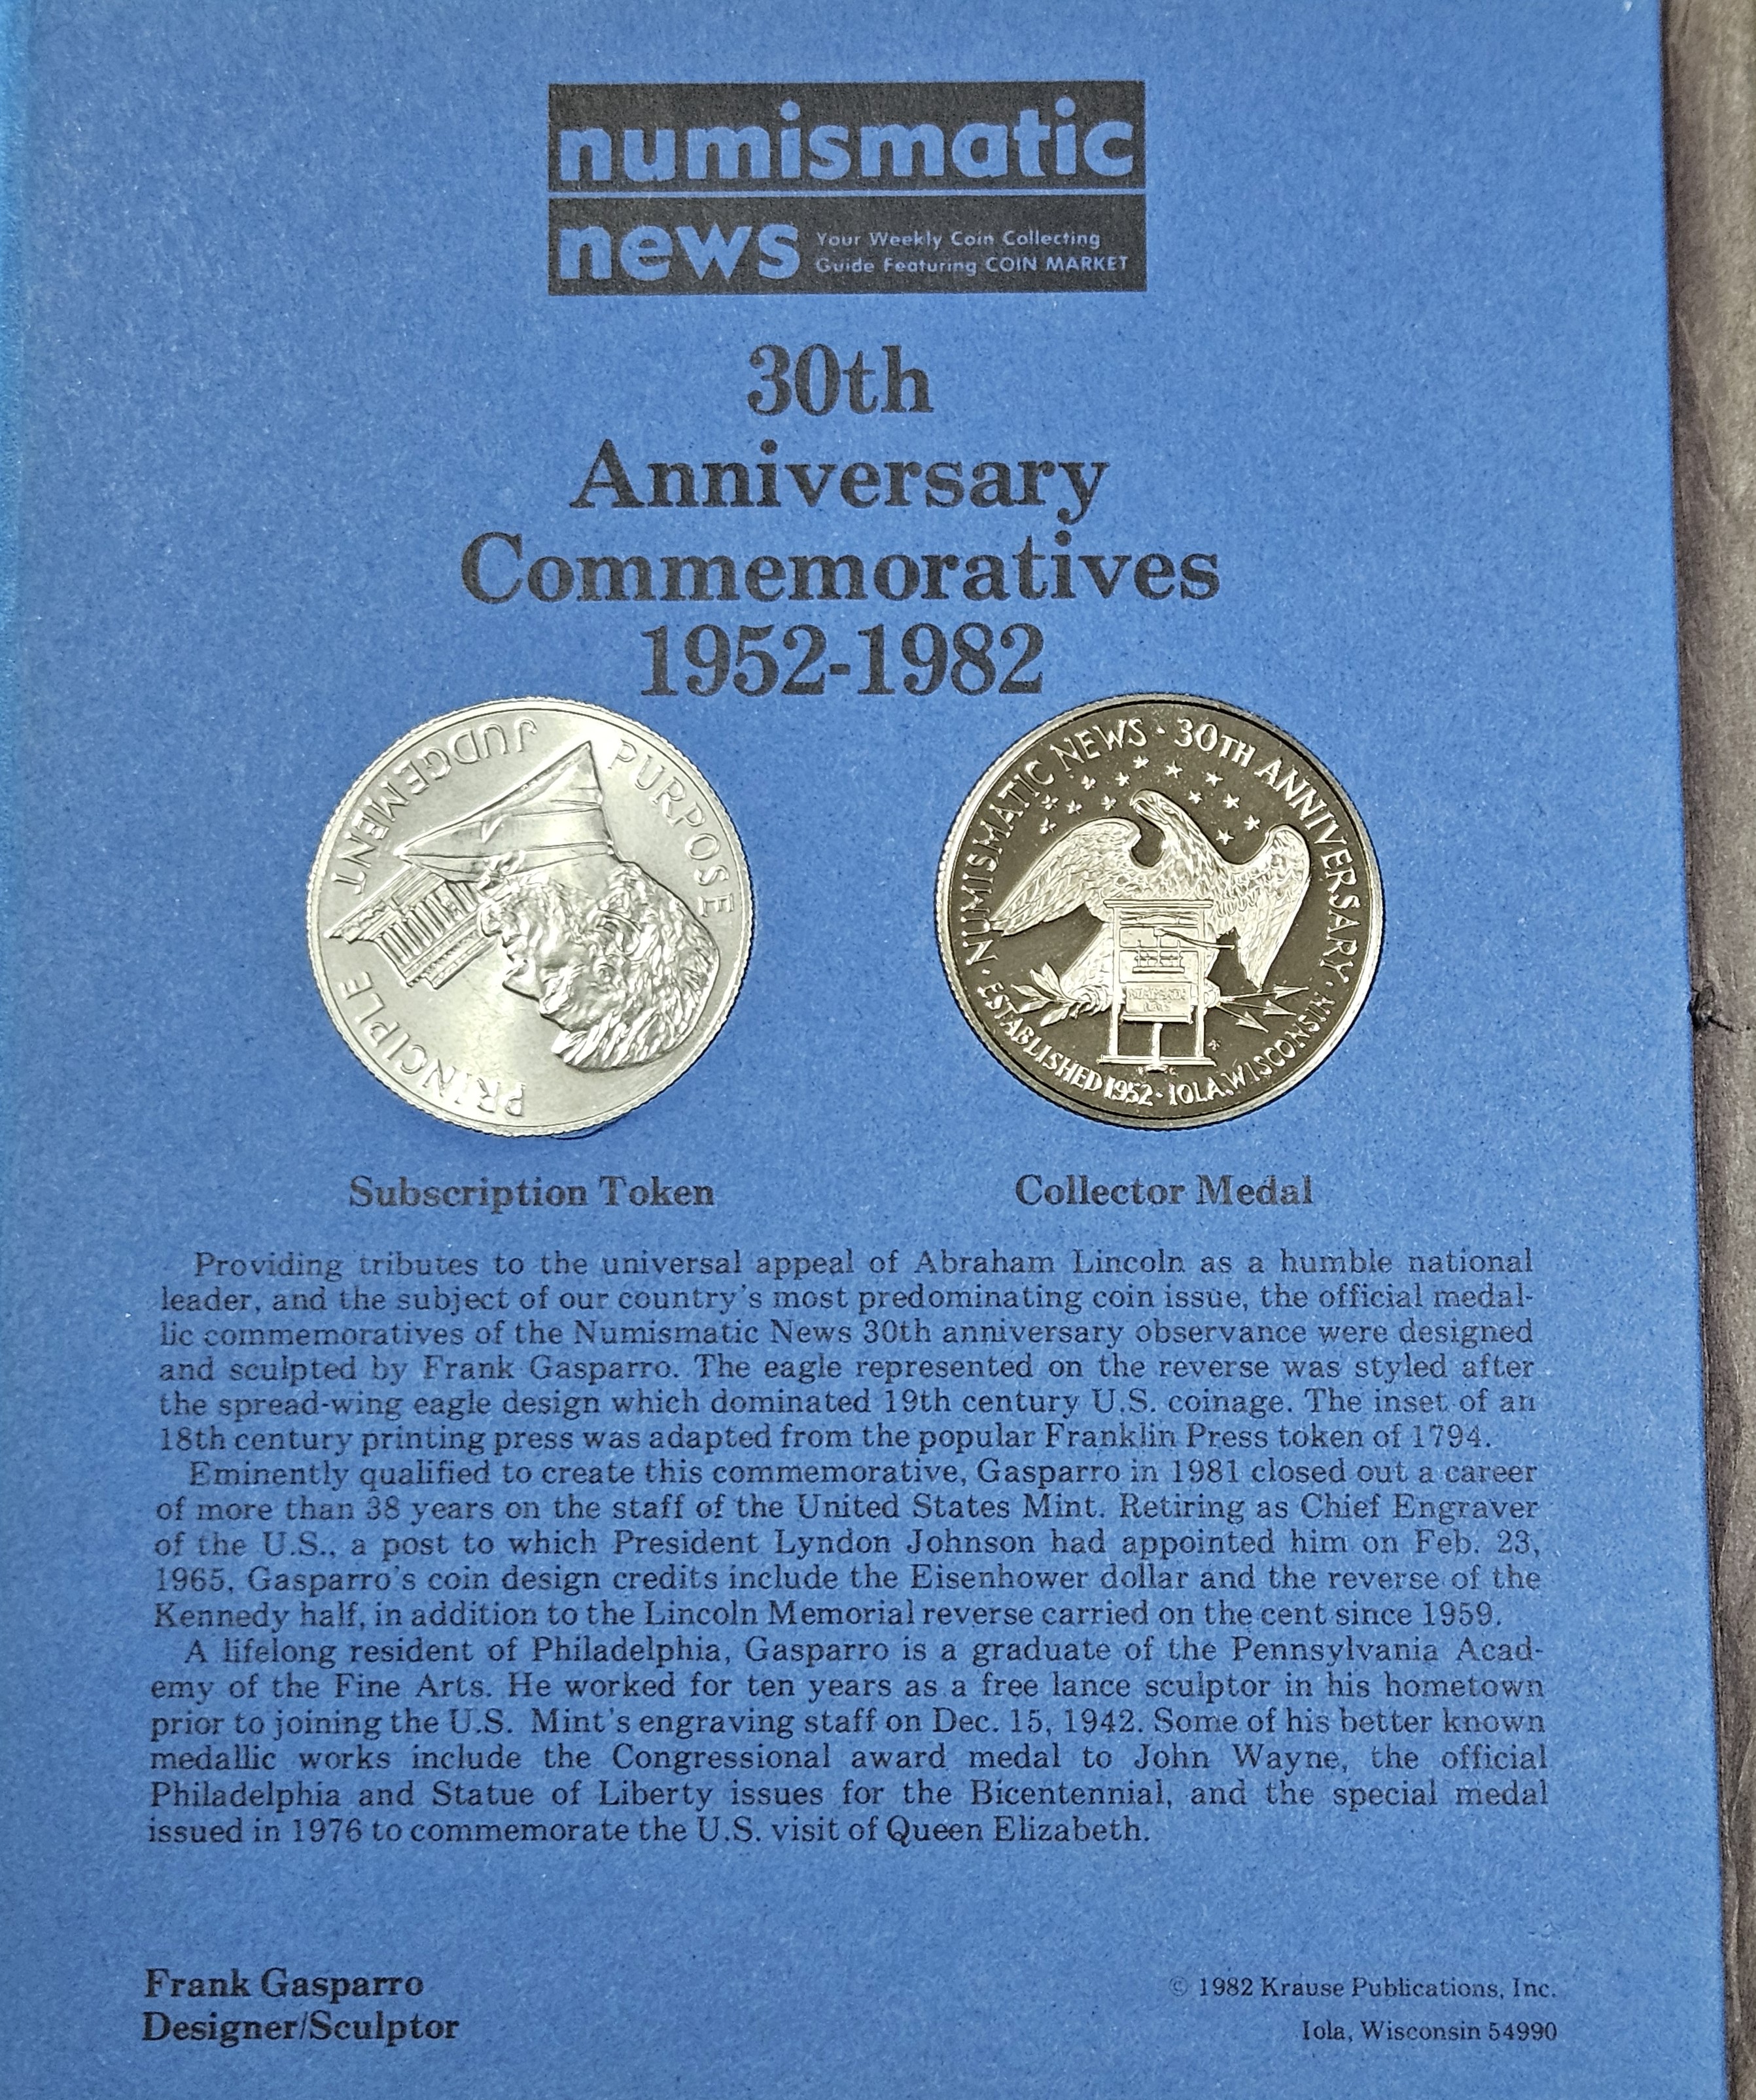 numismatic
news Your Weekly Coin Collecting
Guide Featuring COIN MARKET
30th
Anniversary
Commemoratives
1952-1982
PRINCIPLE JUDGEMENT PURPOSE
· NUMISMATIC NEWS · 30TH ANNIVERSARY ·
ESTABLISHED 1952 · IOLA, WISCONSIN
Subscription Token
Collector Medal
Providing tributes to the universal appeal of Abraham Lincoln as a humble national
leader, and the subject of our country's most predominating coin issue, the official medal-
lic commemoratives of the Numismatic News 30th anniversary observance were designed
and sculpted by Frank Gasparro. The eagle represented on the reverse was styled after
the spread-wing eagle design which dominated 19th century U.S. coinage. The inset of an
18th century printing press was adapted from the popular Franklin Press token of 1794.
Eminently qualified to create this commemorative, Gasparro in 1981 closed out a career
of more than 38 years on the staff of the United States Mint. Retiring as Chief Engraver
of the U.S., a post to which President Lyndon Johnson had appointed him on Feb. 23,
1965, Gasparro's coin design credits include the Eisenhower dollar and the reverse of the
Kennedy half, in addition to the Lincoln Memorial reverse carried on the cent since 1959.
A lifelong resident of Philadelphia, Gasparro is a graduate of the Pennsylvania Acad-
emy of the Fine Arts. He worked for ten years as a free lance sculptor in his hometown
prior to joining the U.S. Mint's engraving staff on Dec. 15, 1942. Some of his better known
medallic works include the Congressional award medal to John Wayne, the official
Philadelphia and Statue of Liberty issues for the Bicentennial, and the special medal
issued in 1976 to commemorate the U.S. visit of Queen Elizabeth.
Frank Gasparro
Designer/Sculptor
© 1982 Krause Publications, Inc.
Iola, Wisconsin 54990